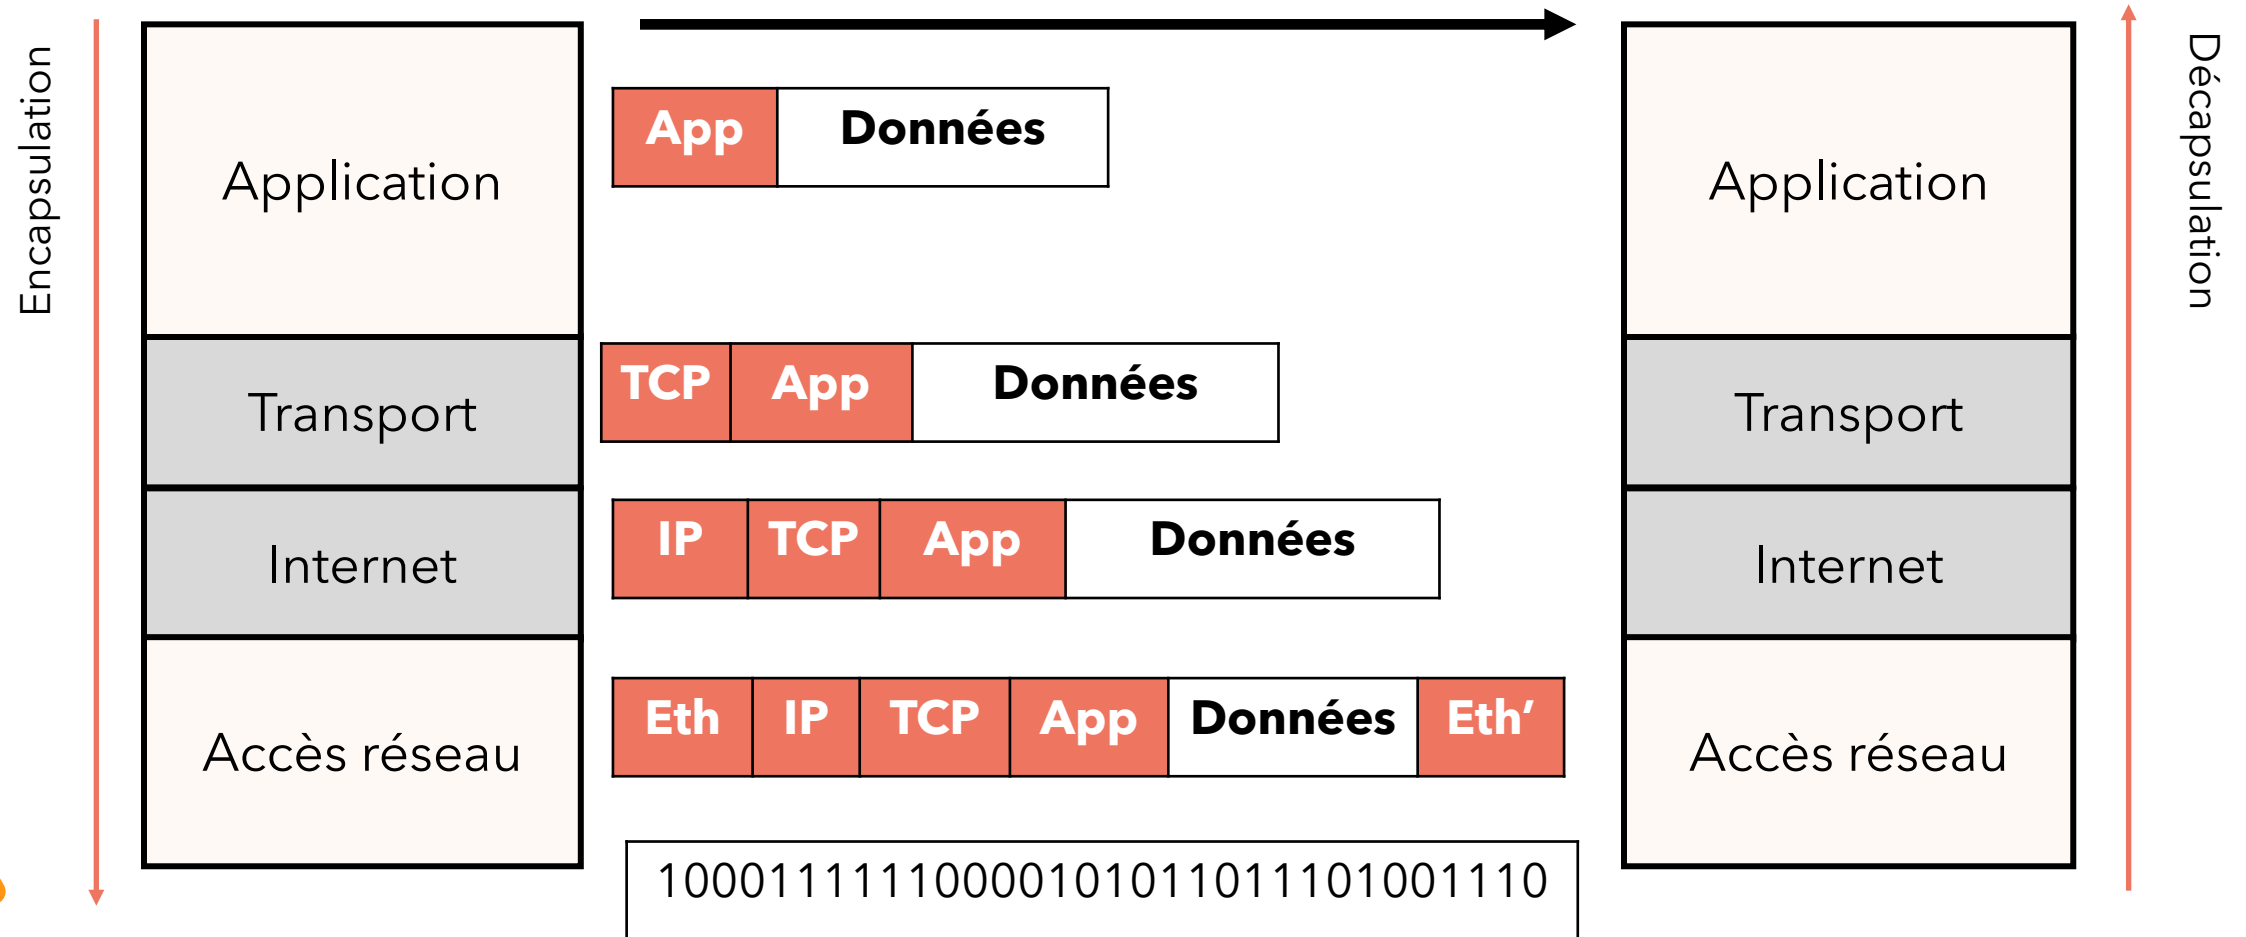 Encapsulation
Application
App Données
Application
Décapsulation
Transport
TCP App Données
Transport
Internet
IP TCP App Données
Internet
Accès réseau
Eth IP TCP App Données Eth’
Accès réseau
10001111110000101011011101001110